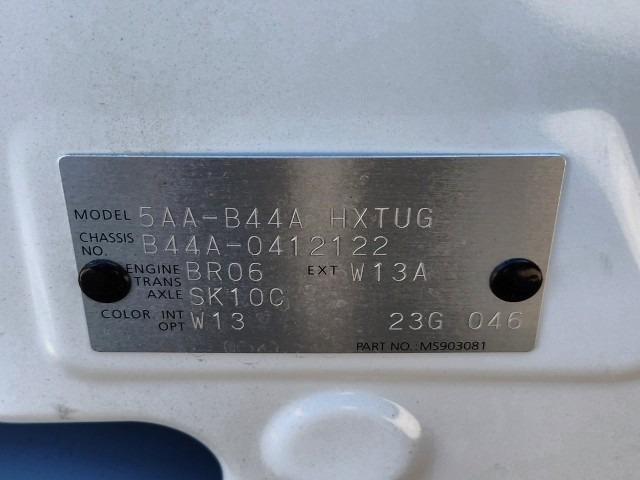 MODEL 5AA-B44A HXTUG
CHASSIS NO. B44A-0412122
ENGINE BR06 EXT W13A
TRANS AXLE SK10C
COLOR INT OPT W13 23G 046
PART NO.: MS903081